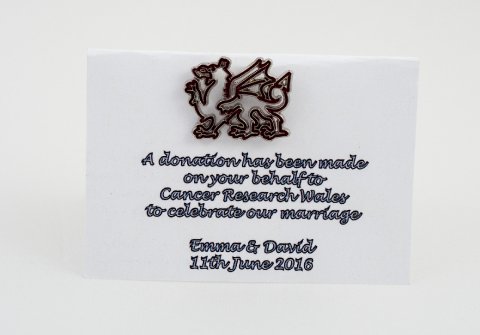 A donation has been made
on your behalf to
Cancer Research Wales
to celebrate our marriage
Emma & David
11th June 2016